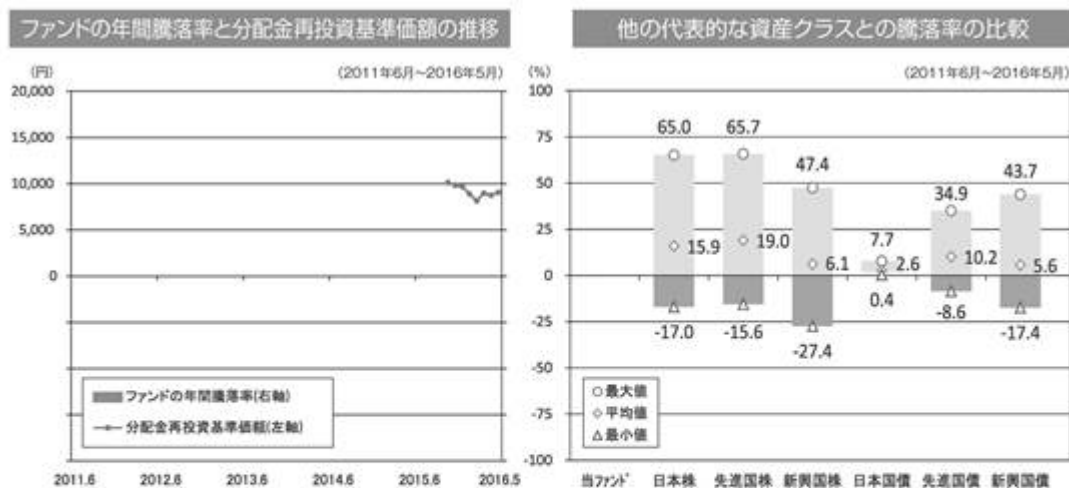 ファンドの年間騰落率と分配金再投資基準価額の推移
(円)
(2011年6月～2016年5月)
20,000
15,000
10,000
5,000
0
ファンドの年間騰落率(右軸)
分配金再投資基準価額(左軸)
2011.6 2012.6 2013.6 2014.6 2015.6 2016.5
他の代表的な資産クラスとの騰落率の比較
(%)
(2011年6月～2016年5月)
100
75
50
25
0
-25
-50
-75
-100
65.0 65.7 47.4 7.7 34.9 43.7
15.9 19.0 6.1 2.6 10.2 5.6
-17.0 -15.6 -27.4 0.4 -8.6 -17.4
最大値
平均値
最小値
当ファンド 日本株 先進国株 新興国株 日本国債 先進国債 新興国債